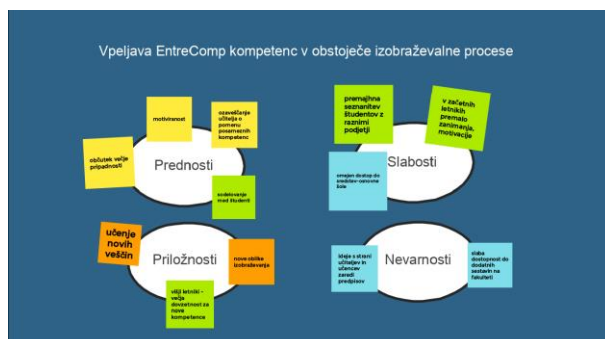 Vpeljava EntreComp kompetenc v obstoječe izobraževalne procese
motiviranost
ozaveščanje
učitelja o
pomenu
posameznih
kompetenc
občutek večje
pripadnosti
Prednosti
sodelovanje
med študenti
premajhna
seznanitev
študentov z
raznimi
podjetji
v začetnih
letnikih
premalo
zanimanja,
motivacije
Slabosti
omejen dostop do
sredstev-osnovne
šole
učenje
novih
veščin
Priložnosti
nove oblike
izobraževanja
višji letniki -
večja
dovzetnost za
nove
kompetence
ideje s strani
učiteljev in
učencev
zaradi
predpisov
Nevarnosti
slaba
dostopnost do
dodatnih
sestavin na
fakulteti